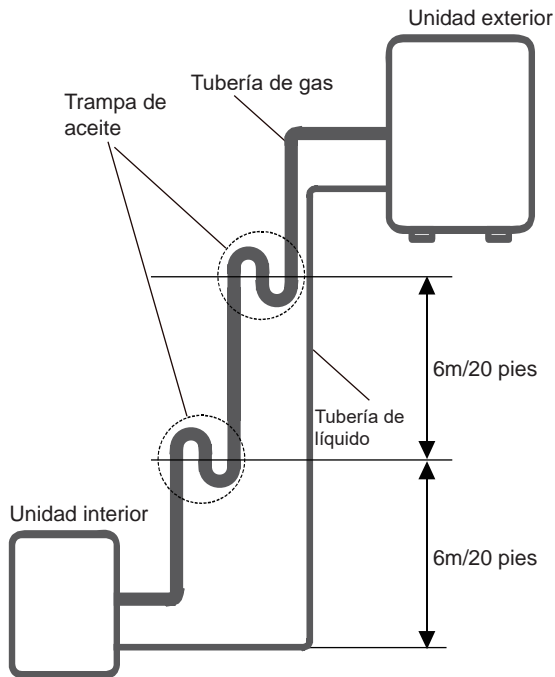 Unidad exterior
Tubería de gas
Trampa de
aceite
6m/20 pies
Tubería de
líquido
Unidad interior
6m/20 pies